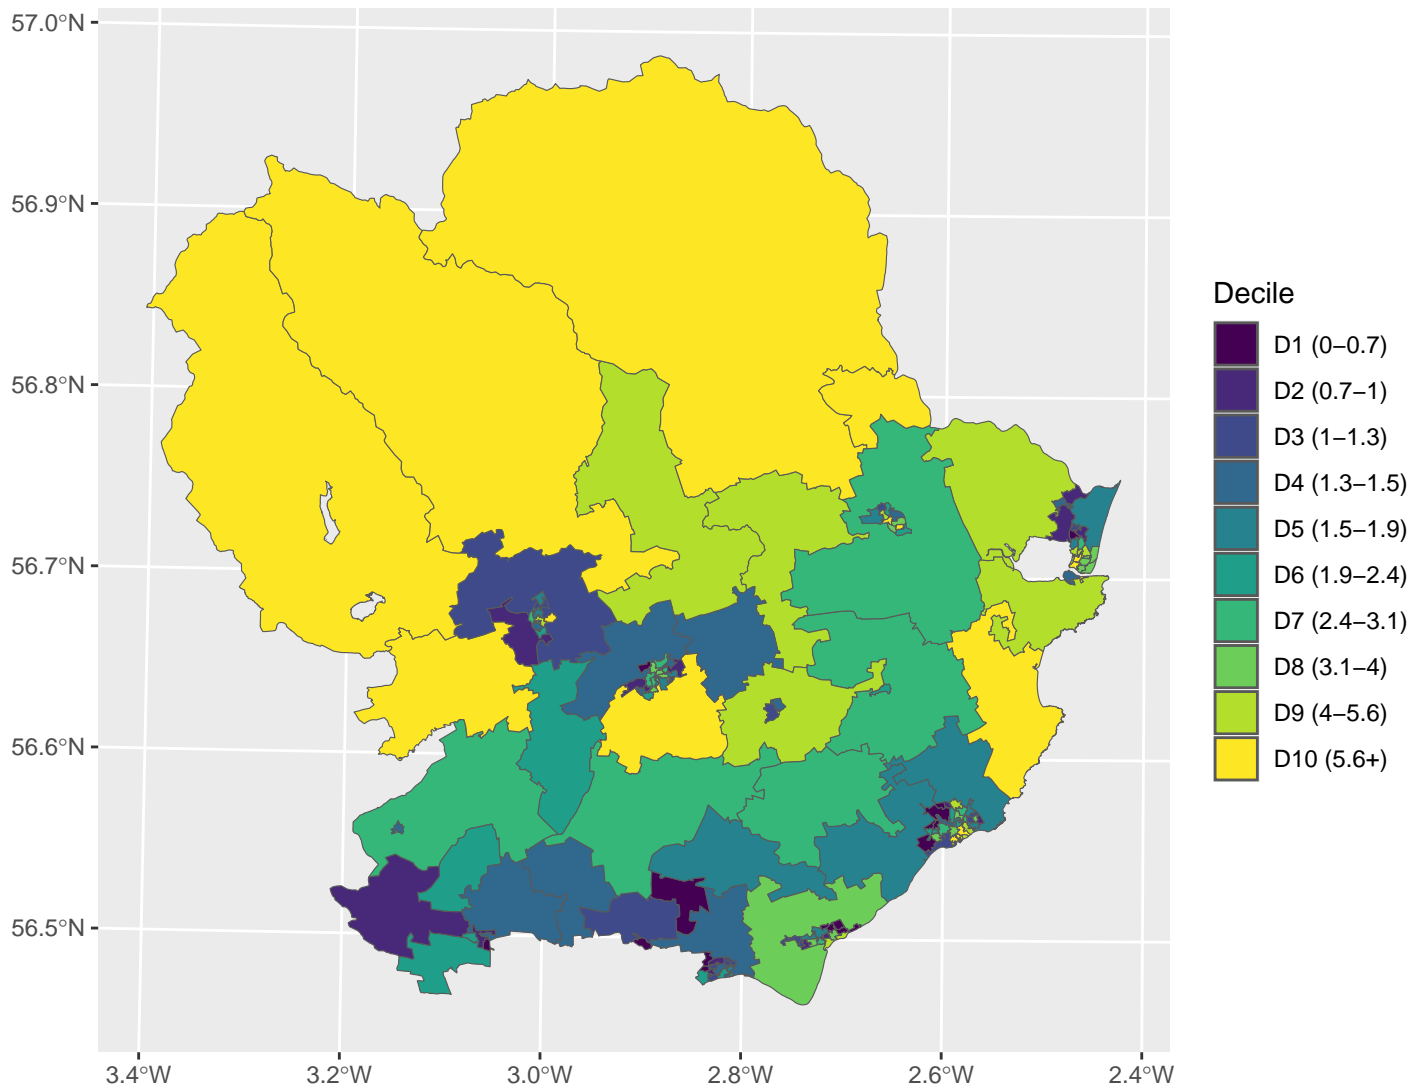 57.0°N
56.9°N
56.8°N
56.7°N
56.6°N
56.5°N
3.4°W
3.2°W
3.0°W
2.8°W
2.6°W
2.4°W
Decile
D1 (0−0.7)
D2 (0.7−1)
D3 (1−1.3)
D4 (1.3−1.5)
D5 (1.5−1.9)
D6 (1.9−2.4)
D7 (2.4−3.1)
D8 (3.1−4)
D9 (4−5.6)
D10 (5.6+)